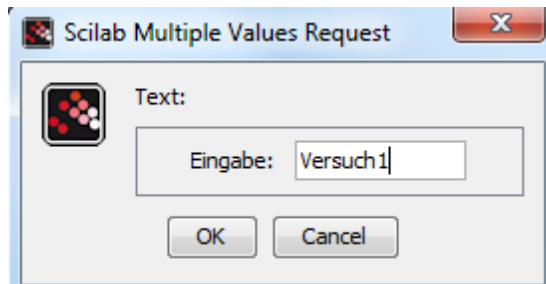 Scilab Multiple Values Request
Text:
Eingabe: Versuch1
OK Cancel